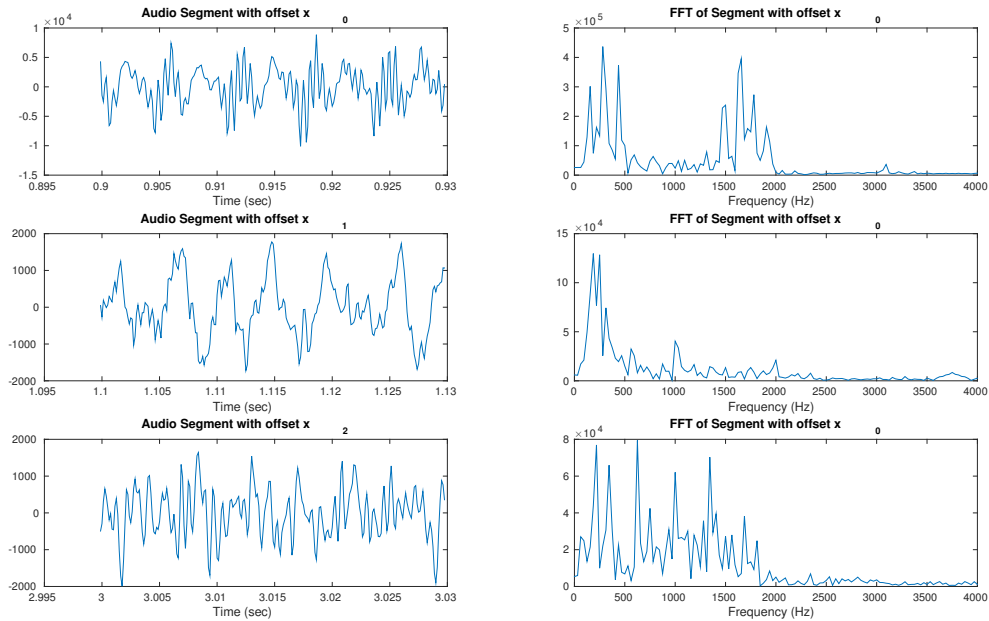 Audio Segment with offset x
0
×10⁴
1
0.5
0
-0.5
-1
-1.5
0.895 0.9 0.905 0.91 0.915 0.92 0.925 0.93
Time (sec)
FFT of Segment with offset x
0
×10⁵
5
4
3
2
1
0
0 500 1000 1500 2000 2500 3000 3500 4000
Frequency (Hz)
Audio Segment with offset x
1
2000
1000
0
-1000
-2000
1.095 1.1 1.105 1.11 1.115 1.12 1.125 1.13
Time (sec)
FFT of Segment with offset x
0
×10⁴
15
10
5
0
0 500 1000 1500 2000 2500 3000 3500 4000
Frequency (Hz)
Audio Segment with offset x
2
2000
1000
0
-1000
-2000
2.995 3 3.005 3.01 3.015 3.02 3.025 3.03
Time (sec)
FFT of Segment with offset x
0
×10⁴
8
6
4
2
0
0 500 1000 1500 2000 2500 3000 3500 4000
Frequency (Hz)